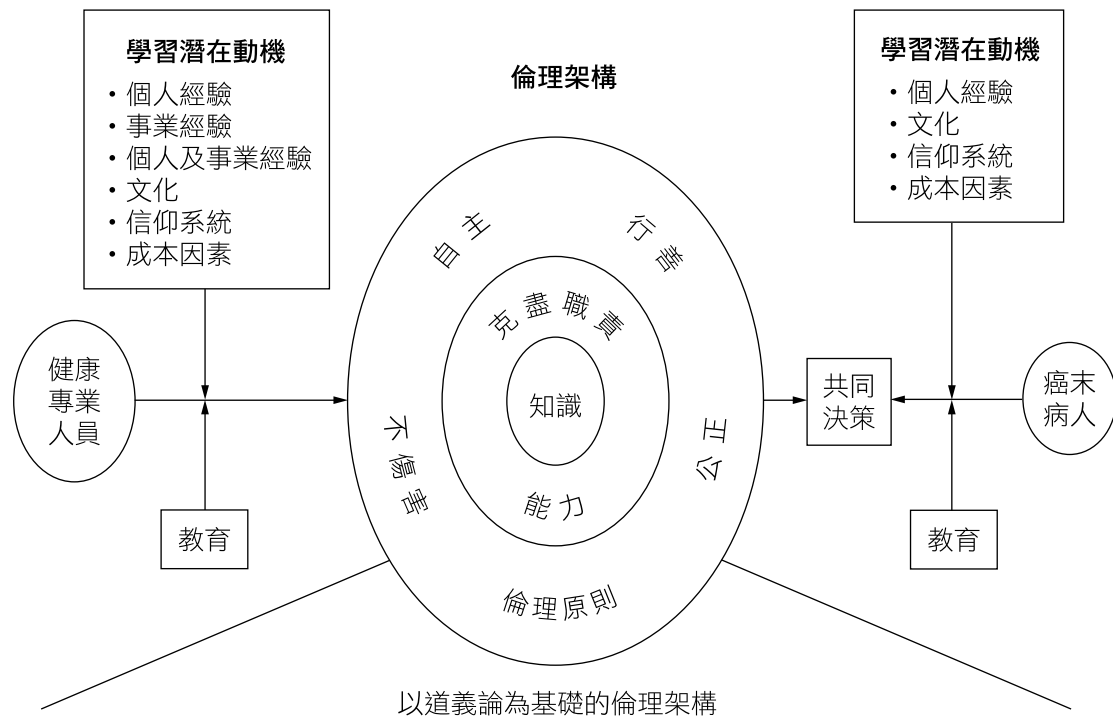 學習潛在動機
・個人經驗
・事業經驗
・個人及事業經驗
・文化
・信仰系統
・成本因素
健康
專業
人員
教育
倫理架構
自主
行善
克盡職責
知識
能力
不傷害
公正
倫理原則
學習潛在動機
・個人經驗
・文化
・信仰系統
・成本因素
共同
決策
癌末
病人
教育
以道義論為基礎的倫理架構